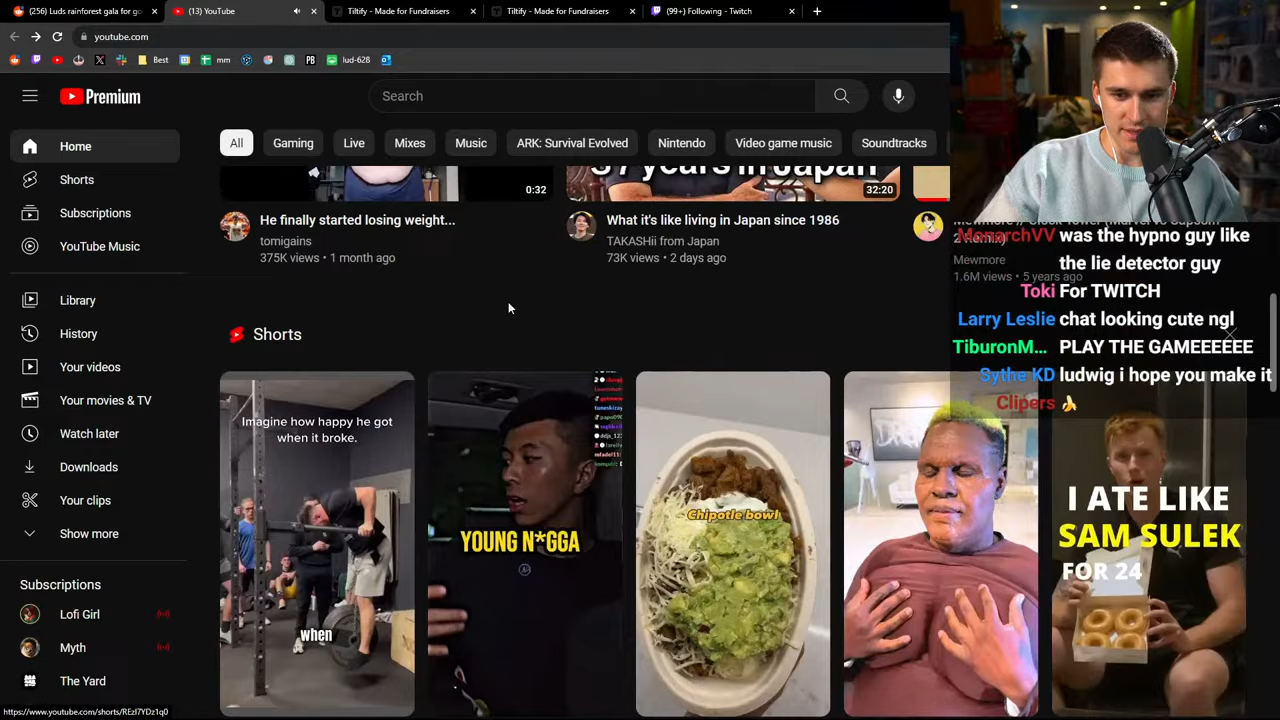 (256) Luds rainforest gala for go
(13) YouTube
Tiltify - Made for Fundraisers
Tiltify - Made for Fundraisers
(99+) Following - Twitch
youtube.com
Best
mm
PB
lud-628
Premium
Search
Home
Shorts
Subscriptions
YouTube Music
Library
History
Your videos
Your movies & TV
Watch later
Downloads
Your clips
Show more
Subscriptions
Lofi Girl
Myth
The Yard
All
Gaming
Live
Mixes
Music
ARK: Survival Evolved
Nintendo
Video game music
Soundtracks
0:32
37 years in Japan
32:20
He finally started losing weight...
tomigains
375K views • 1 month ago
What it's like living in Japan since 1986
TAKASHii from Japan
73K views • 2 days ago
Mewmore
1.6M views • 5 years ago
MonarchVV was the hypno guy like
the lie detector guy
Toki For TWITCH
Larry Leslie chat looking cute ngl
TiburonM... PLAY THE GAMEEEEEE
Sythe KD ludwig i hope you make it
Clipers 🍌
Shorts
Imagine how happy he got
when it broke.
when
YOUNG N*GGA
Chipotle bowl
I ATE LIKE
SAM SULEK
FOR 24
https://www.youtube.com/shorts/REzI7YDz1q0